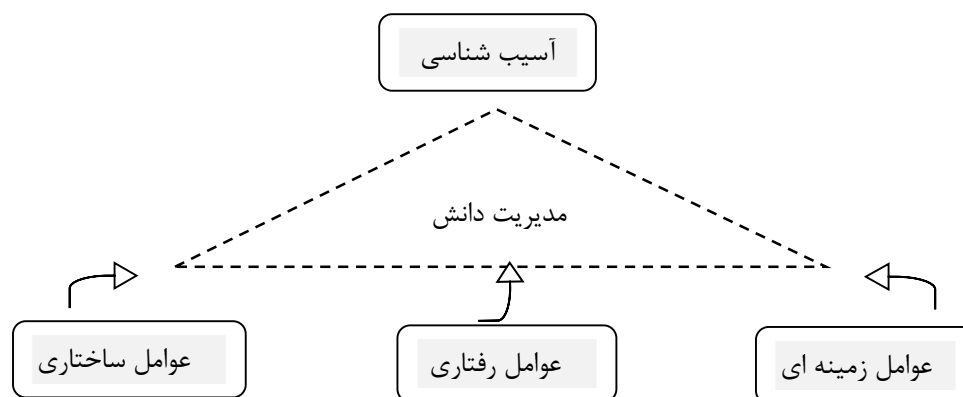 آسیب شناسی
مدیریت دانش
عوامل زمینه ای
عوامل رفتاری
عوامل ساختاری